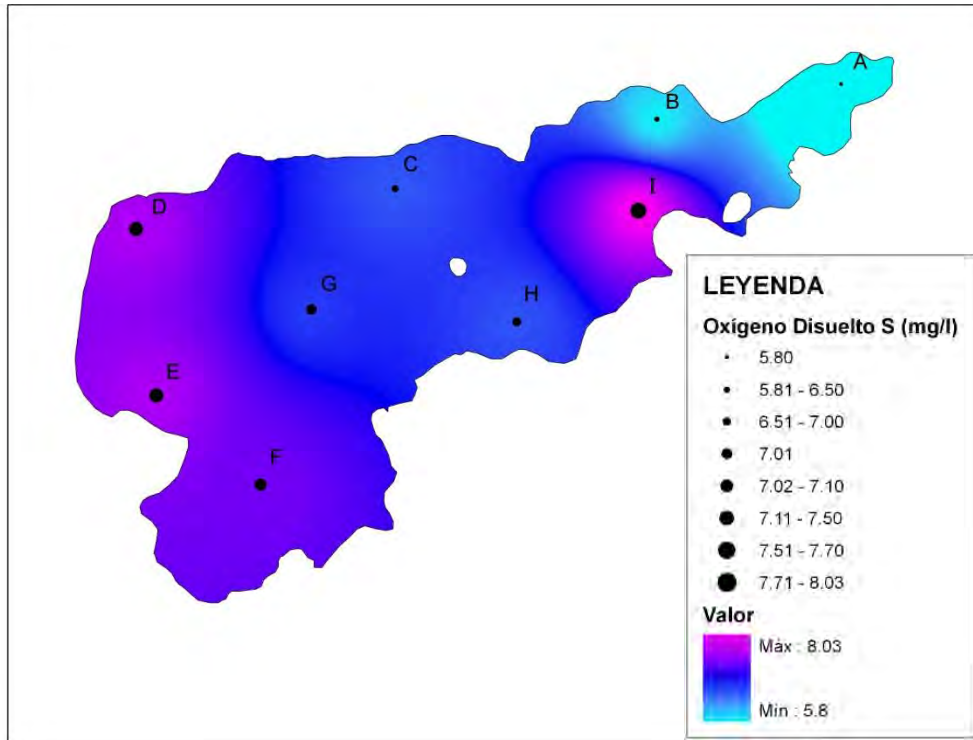 A
B
C
I
D
G
H
E
F
LEYENDA
Oxígeno Disuelto S (mg/l)
5.80
5.81 - 6.50
6.51 - 7.00
7.01
7.02 - 7.10
7.11 - 7.50
7.51 - 7.70
7.71 - 8.03
Valor
Máx : 8.03
Mín : 5.8